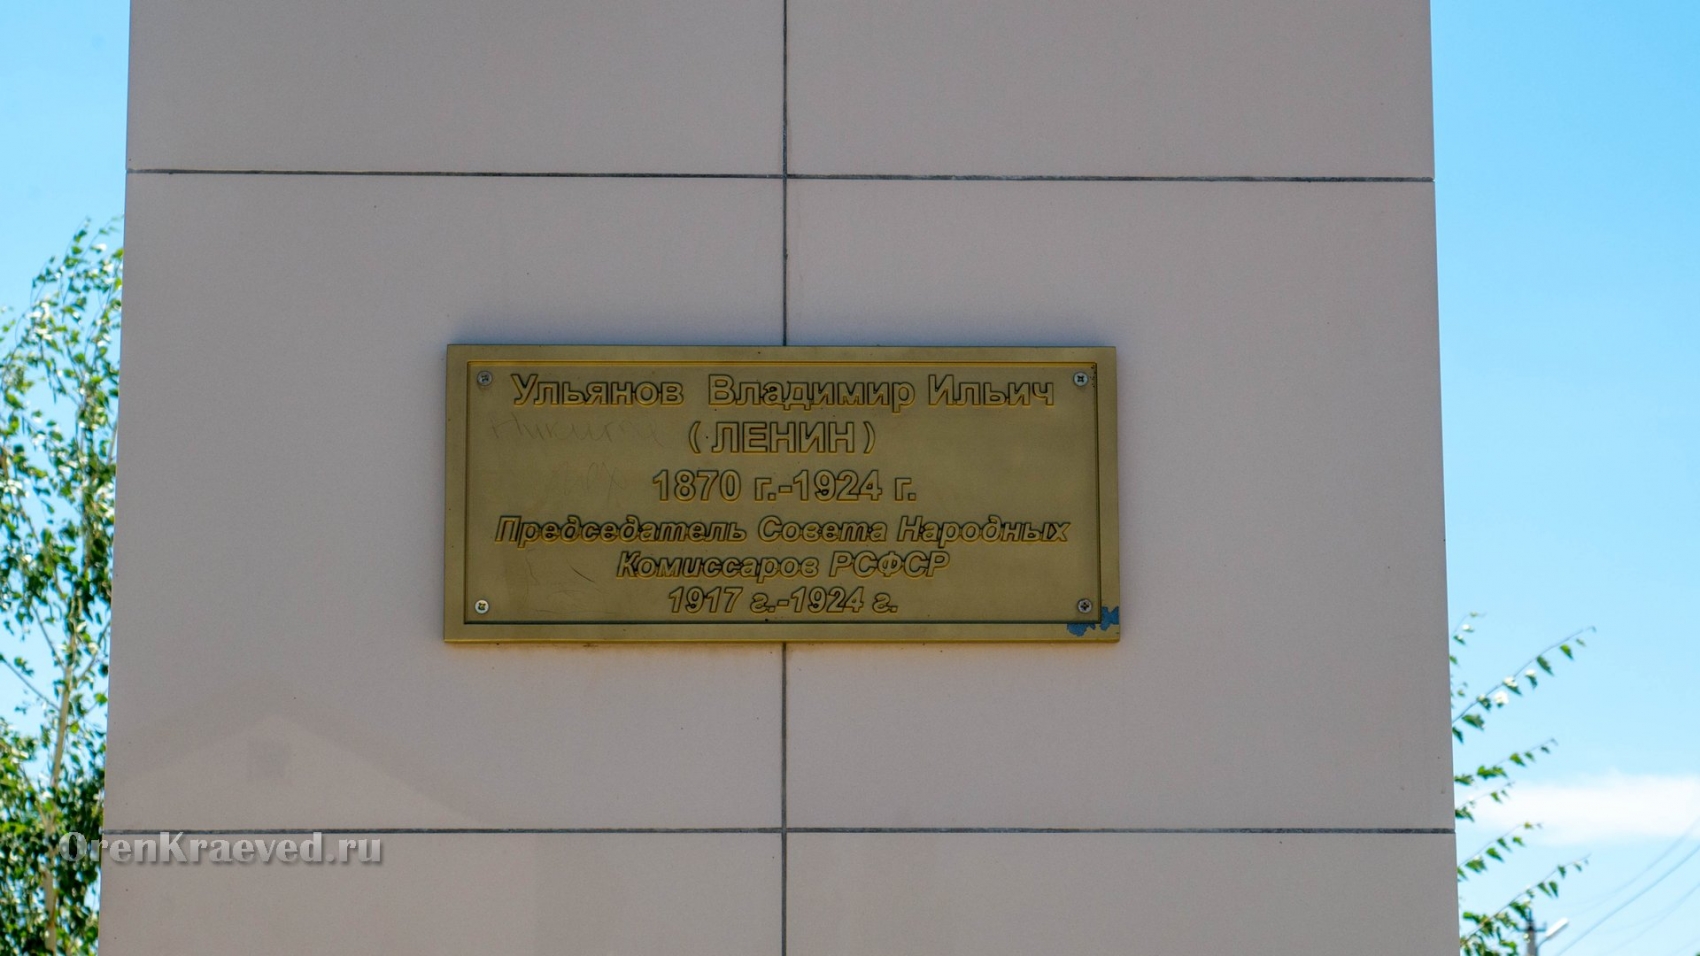 Ульянов Владимир Ильич
(ЛЕНИН)
1870 г.-1924 г.
Председатель Совета Народных
Комиссаров РСФСР
1917 г.-1924 г.
OrenKraeved.ru